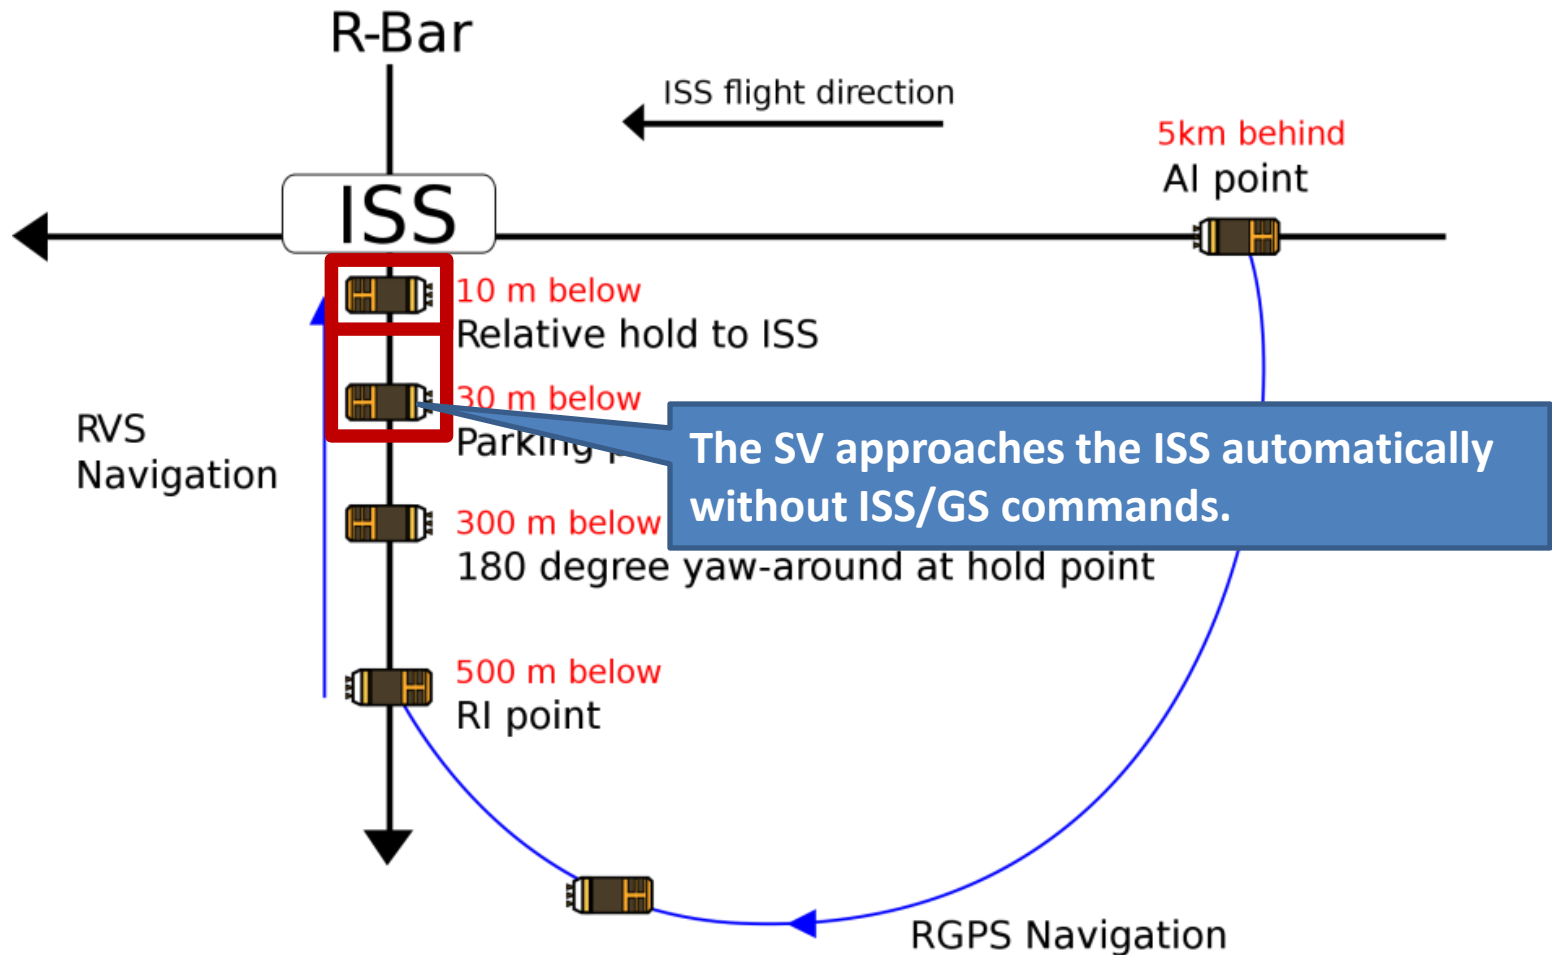 R-Bar
ISS flight direction
5km behind
AI point
ISS
10 m below
Relative hold to ISS
30 m below
Parking
RVS
Navigation
The SV approaches the ISS automatically
without ISS/GS commands.
300 m below
180 degree yaw-around at hold point
500 m below
RI point
RGPS Navigation